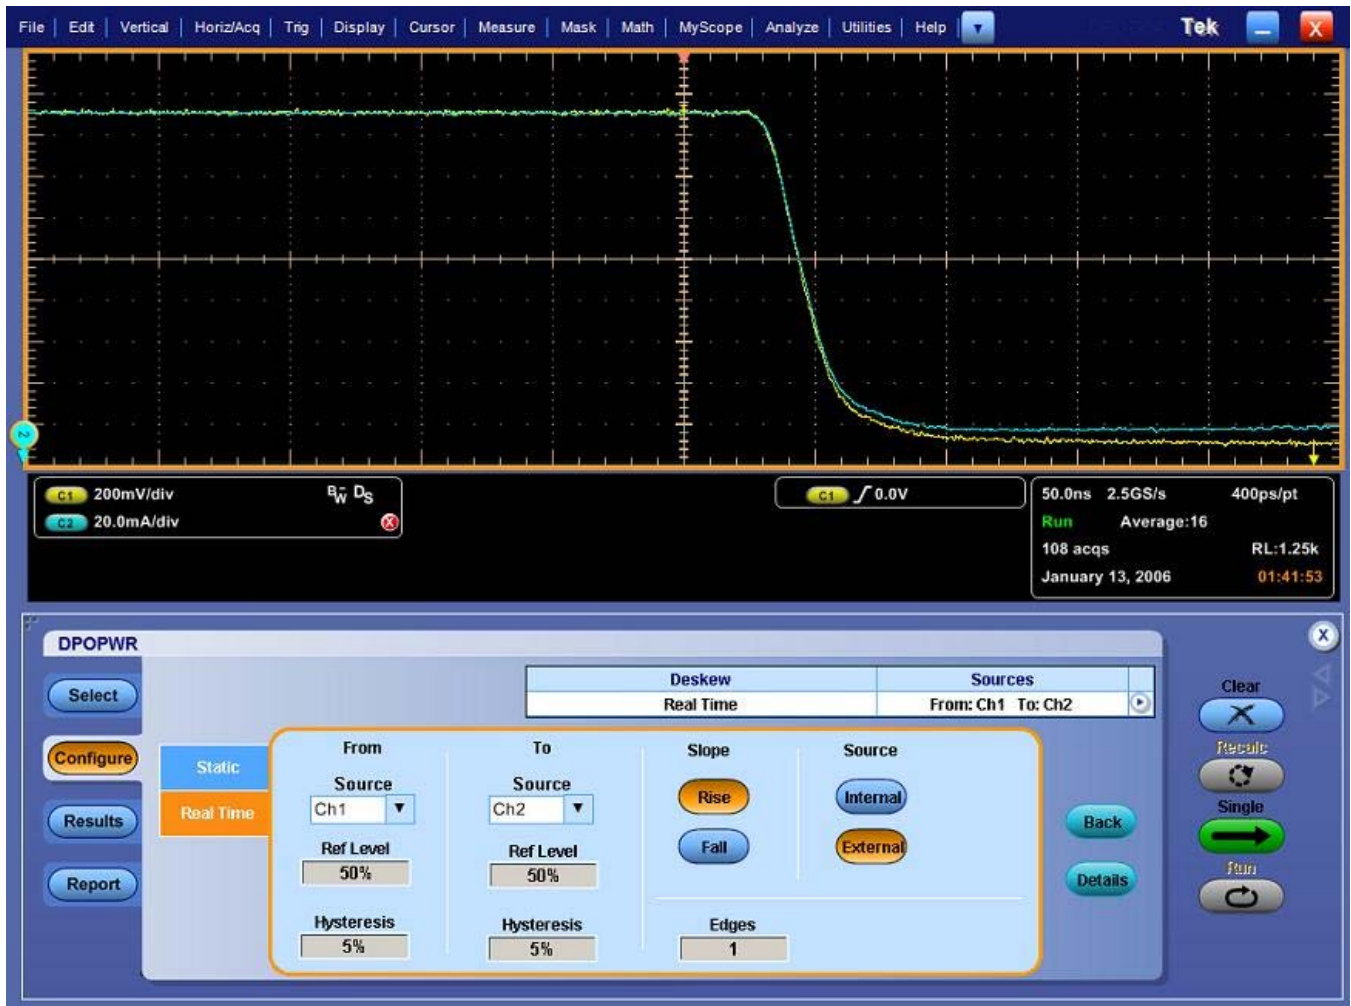 File | Edit | Vertical | Horiz/Acq | Trig | Display | Cursor | Measure | Mask | Math | MyScope | Analyze | Utilities | Help
Tek
X
2
C1 200mV/div Bw Ds
C2 20.0mA/div
C1 0.0V
50.0ns 2.5GS/s 400ps/pt
Run Average:16
108 acqs RL:1.25k
January 13, 2006 01:41:53
DPOPWR
X
Select
Configure
Results
Report
Static
Real Time
Deskew Sources
Real Time From: Ch1 To: Ch2
From To Slope Source
Source Source
Ch1 Ch2
Rise Internal
Ref Level Ref Level
50% 50%
Fall External
Hysteresis Hysteresis Edges
5% 5% 1
Back
Details
Clear
Recalc
Single
Run